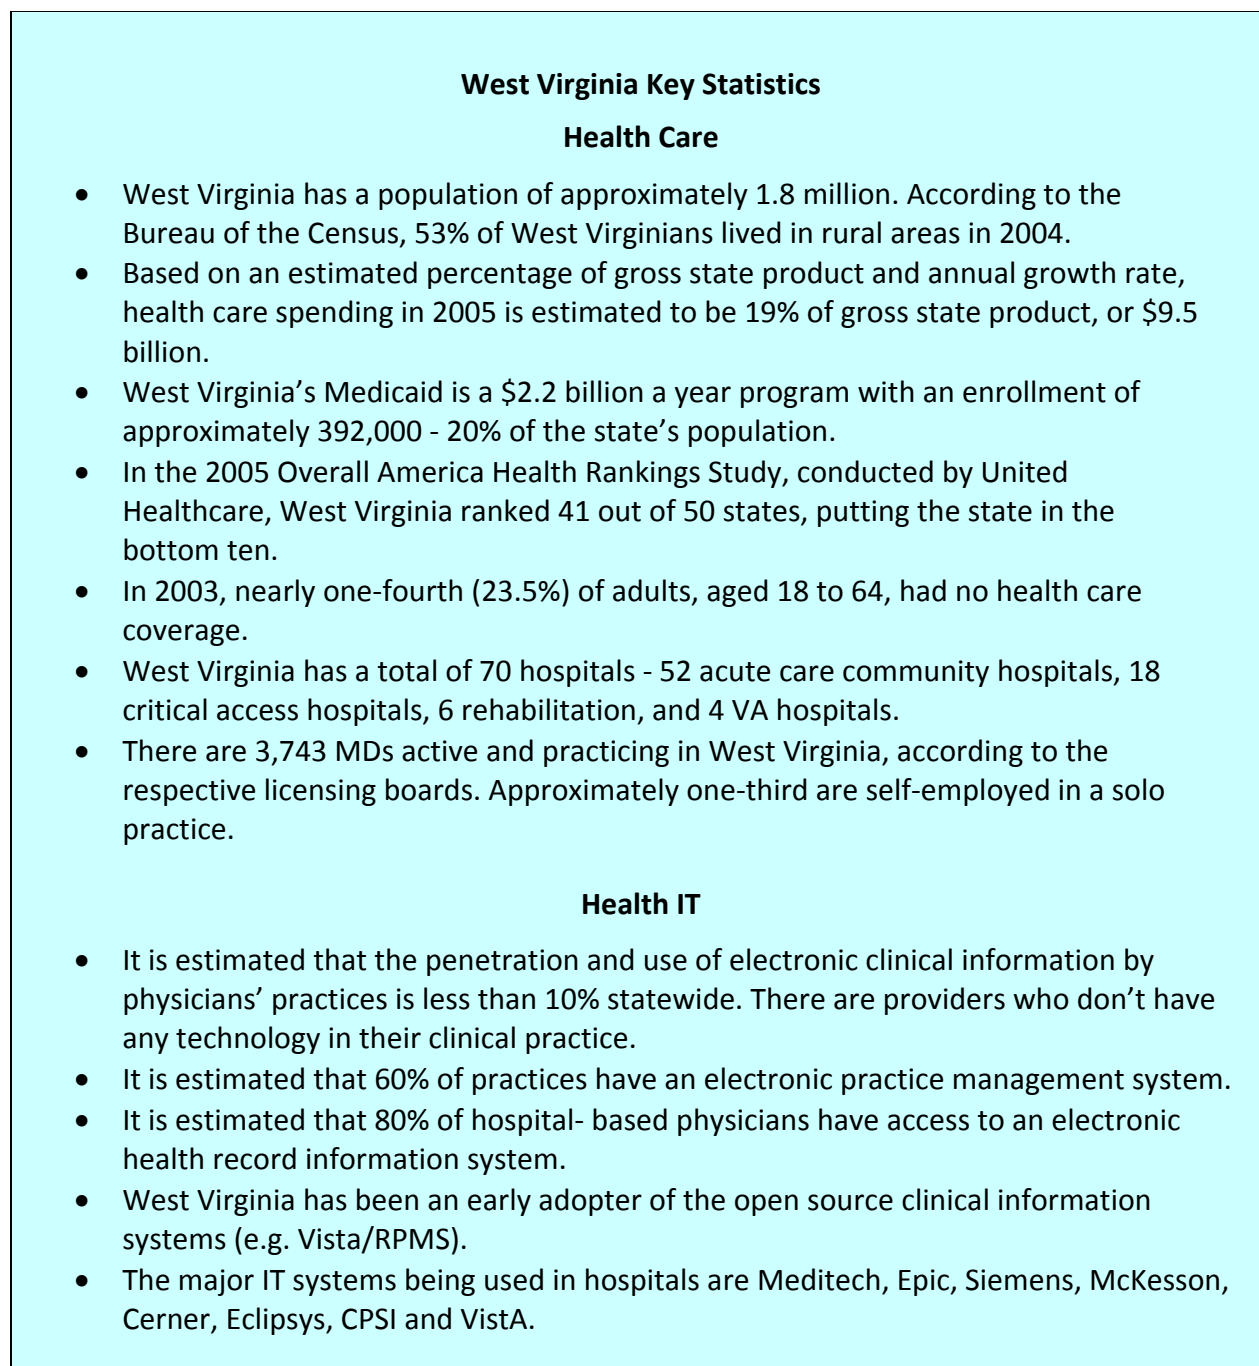 West Virginia Key Statistics
Health Care
• West Virginia has a population of approximately 1.8 million. According to the
Bureau of the Census, 53% of West Virginians lived in rural areas in 2004.
• Based on an estimated percentage of gross state product and annual growth rate,
health care spending in 2005 is estimated to be 19% of gross state product, or $9.5
billion.
• West Virginia’s Medicaid is a $2.2 billion a year program with an enrollment of
approximately 392,000 - 20% of the state’s population.
• In the 2005 Overall America Health Rankings Study, conducted by United
Healthcare, West Virginia ranked 41 out of 50 states, putting the state in the
bottom ten.
• In 2003, nearly one-fourth (23.5%) of adults, aged 18 to 64, had no health care
coverage.
• West Virginia has a total of 70 hospitals - 52 acute care community hospitals, 18
critical access hospitals, 6 rehabilitation, and 4 VA hospitals.
• There are 3,743 MDs active and practicing in West Virginia, according to the
respective licensing boards. Approximately one-third are self-employed in a solo
practice.
Health IT
• It is estimated that the penetration and use of electronic clinical information by
physicians’ practices is less than 10% statewide. There are providers who don’t have
any technology in their clinical practice.
• It is estimated that 60% of practices have an electronic practice management system.
• It is estimated that 80% of hospital- based physicians have access to an electronic
health record information system.
• West Virginia has been an early adopter of the open source clinical information
systems (e.g. Vista/RPMS).
• The major IT systems being used in hospitals are Meditech, Epic, Siemens, McKesson,
Cerner, Eclipsys, CPSI and VistA.